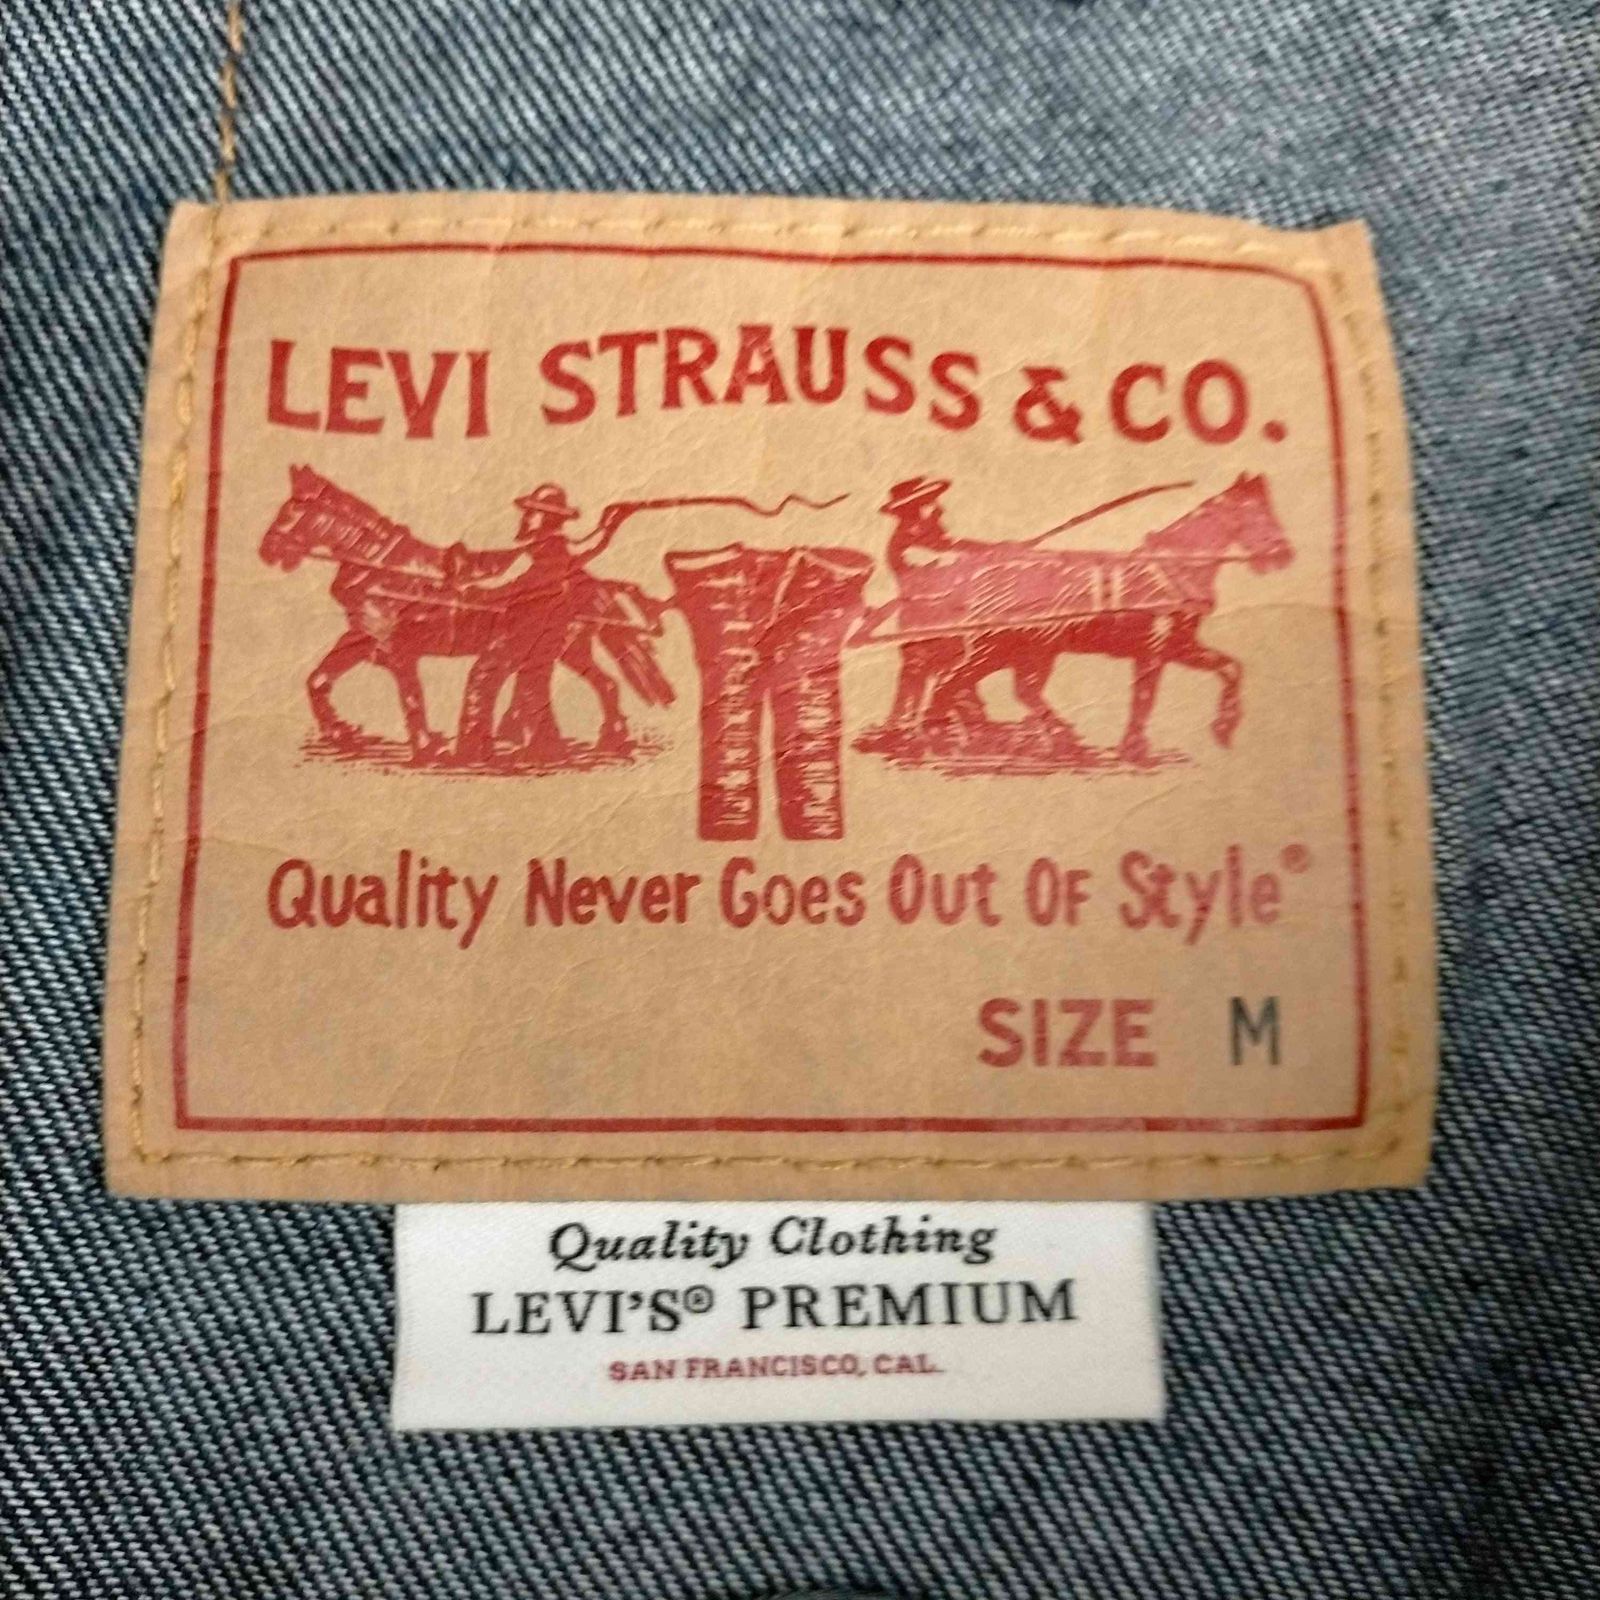 LEVI STRAUSS & CO.
Quality Never Goes Out Of Style®
SIZE M
Quality Clothing
LEVI'S® PREMIUM
SAN FRANCISCO, CAL.